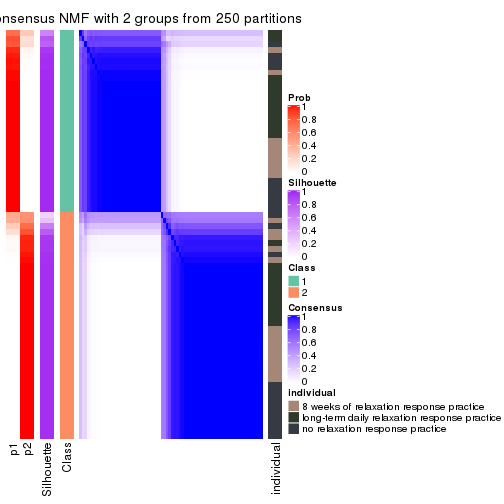 onsensus NMF with 2 groups from 250 partitions
Prob
1
0.8
0.6
0.4
0.2
0
Silhouette
1
0.8
0.6
0.4
0.2
0
Class
1
2
Consensus
1
0.8
0.6
0.4
0.2
0
individual
8 weeks of relaxation response practice
long-term daily relaxation response practice
no relaxation response practice
p1
p2
Silhouette
Class
individual